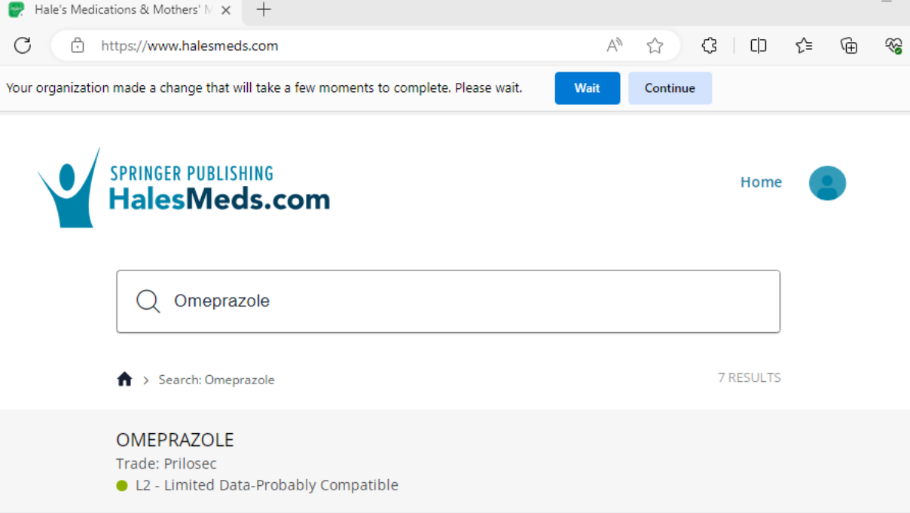 Hale's Medications & Mothers'
https://www.halesmeds.com
Your organization made a change that will take a few moments to complete. Please wait.
Wait
Continue
SPRINGER PUBLISHING
HalesMeds.com
Home
Omeprazole
Search: Omeprazole
7 RESULTS
OMEPRAZOLE
Trade: Prilosec
L2 - Limited Data-Probably Compatible